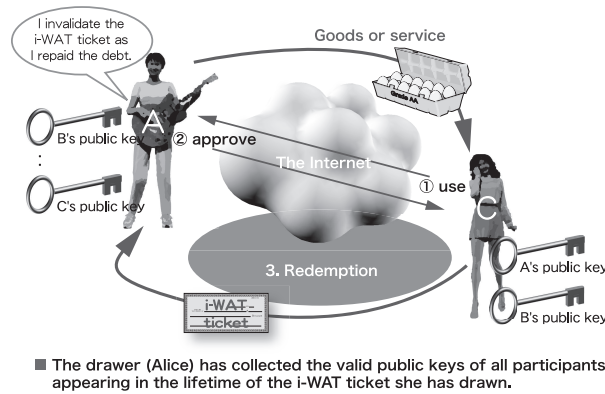 I invalidate the
i-WAT ticket as
I repaid the debt.
Goods or service
Grade AA
A
B's public key
② approve
:
The Internet
① use
C's public key
C
3. Redemption
A's public key
B's public key
i-WAT
ticket
■ The drawer (Alice) has collected the valid public keys of all participants
appearing in the lifetime of the i-WAT ticket she has drawn.